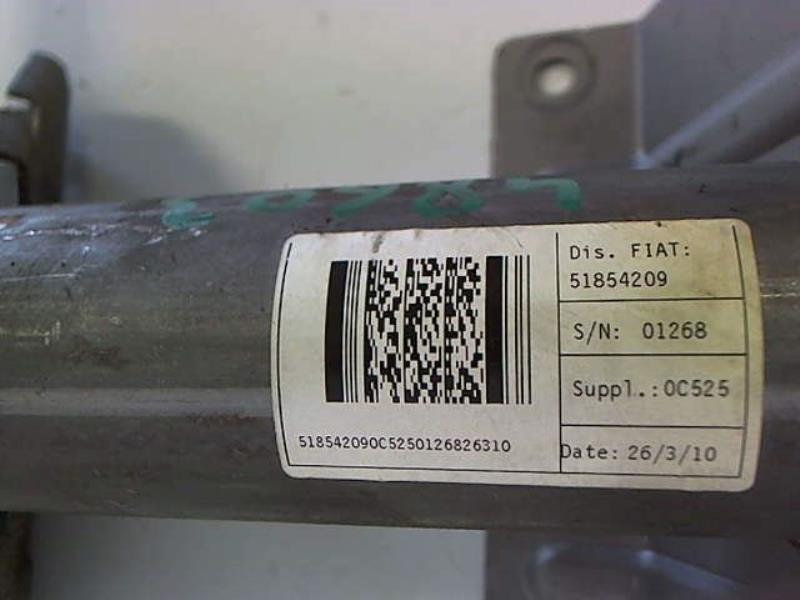 Dis. FIAT:
51854209
S/N: 01268
Suppl.:0C525
Date: 26/3/10
518542090C5250126826310